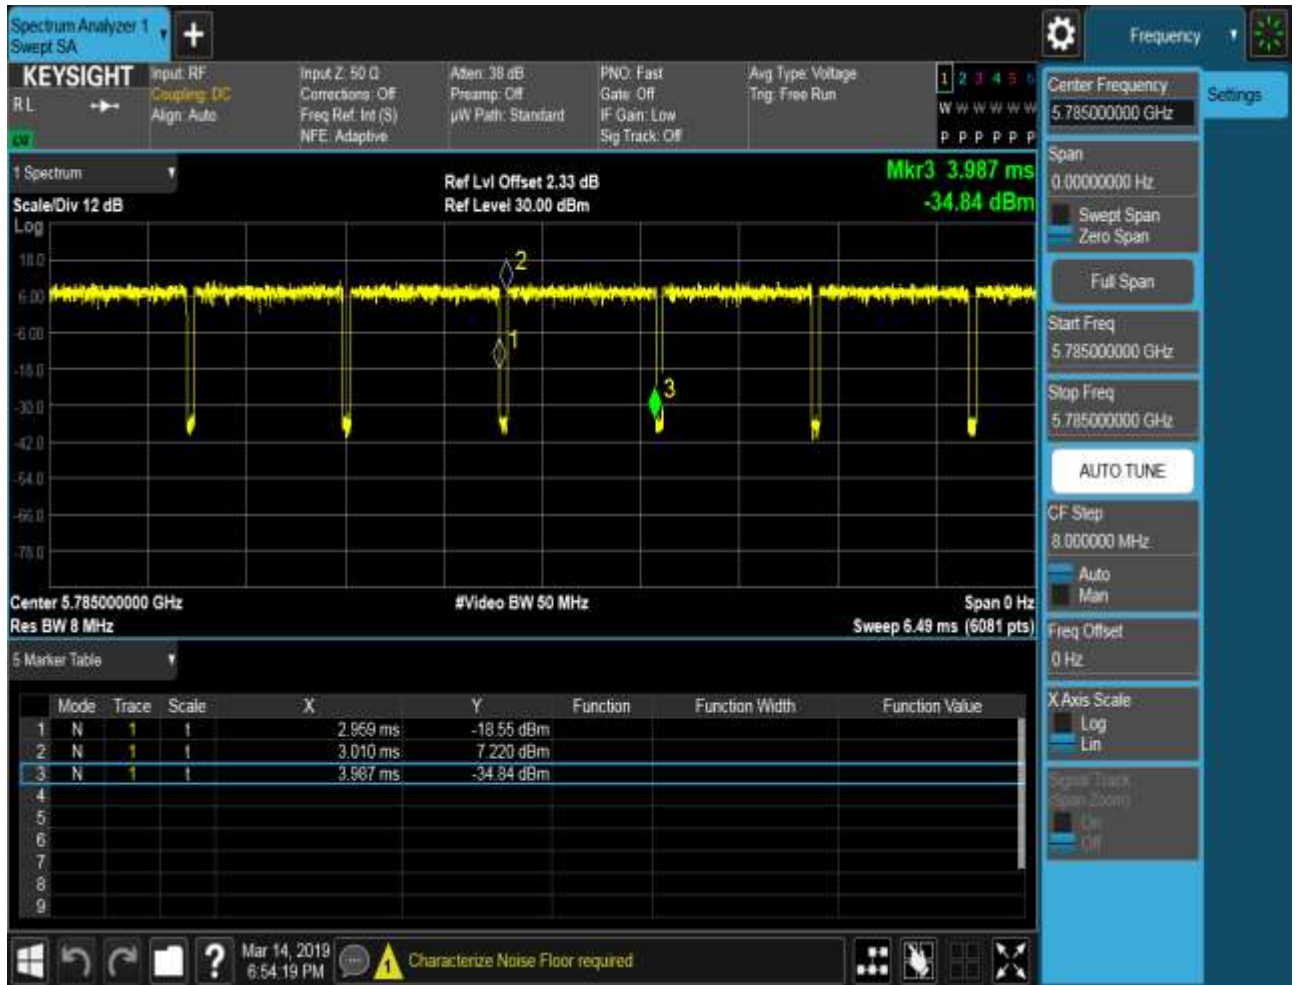 Spectrum Analyzer 1
Swept SA
+
Frequency
KEYSIGHT
RL
Input: RF
Coupling: DC
Align: Auto
Input Z: 50 Ω
Corrections: Off
Freq Ref: Int (S)
NFE: Adaptive
Atten: 38 dB
Preamp: Off
µW Path: Standard
PNO: Fast
Gate: Off
IF Gain: Low
Sig Track: Off
Avg Type: Voltage
Trig: Free Run
1 2 3 4 5 6
W W W W W W
P P P P P P
1 Spectrum
Scale/Div 12 dB
Log
Ref Lvl Offset 2.33 dB
Ref Level 30.00 dBm
Mkr3 3.987 ms
-34.84 dBm
18.0
6.00
-6.00
-18.0
-30.0
-42.0
-54.0
-66.0
-78.0
2
1
3
Center 5.785000000 GHz
#Video BW 50 MHz
Span 0 Hz
Res BW 8 MHz
Sweep 6.49 ms (6081 pts)
5 Marker Table
Mode Trace Scale X Y Function Function Width Function Value
1 N 1 t 2.959 ms -18.55 dBm
2 N 1 t 3.010 ms 7.220 dBm
3 N 1 t 3.987 ms -34.84 dBm
4
5
6
7
8
9
Mar 14, 2019
6:54:19 PM
?
1
Characterize Noise Floor required
Center Frequency
5.785000000 GHz
Settings
Span
0.00000000 Hz
Swept Span
Zero Span
Full Span
Start Freq
5.785000000 GHz
Stop Freq
5.785000000 GHz
AUTO TUNE
CF Step
8.000000 MHz
Auto
Man
Freq Offset
0 Hz
X Axis Scale
Log
Lin
Signal Track
(Span Zoom)
On
Off